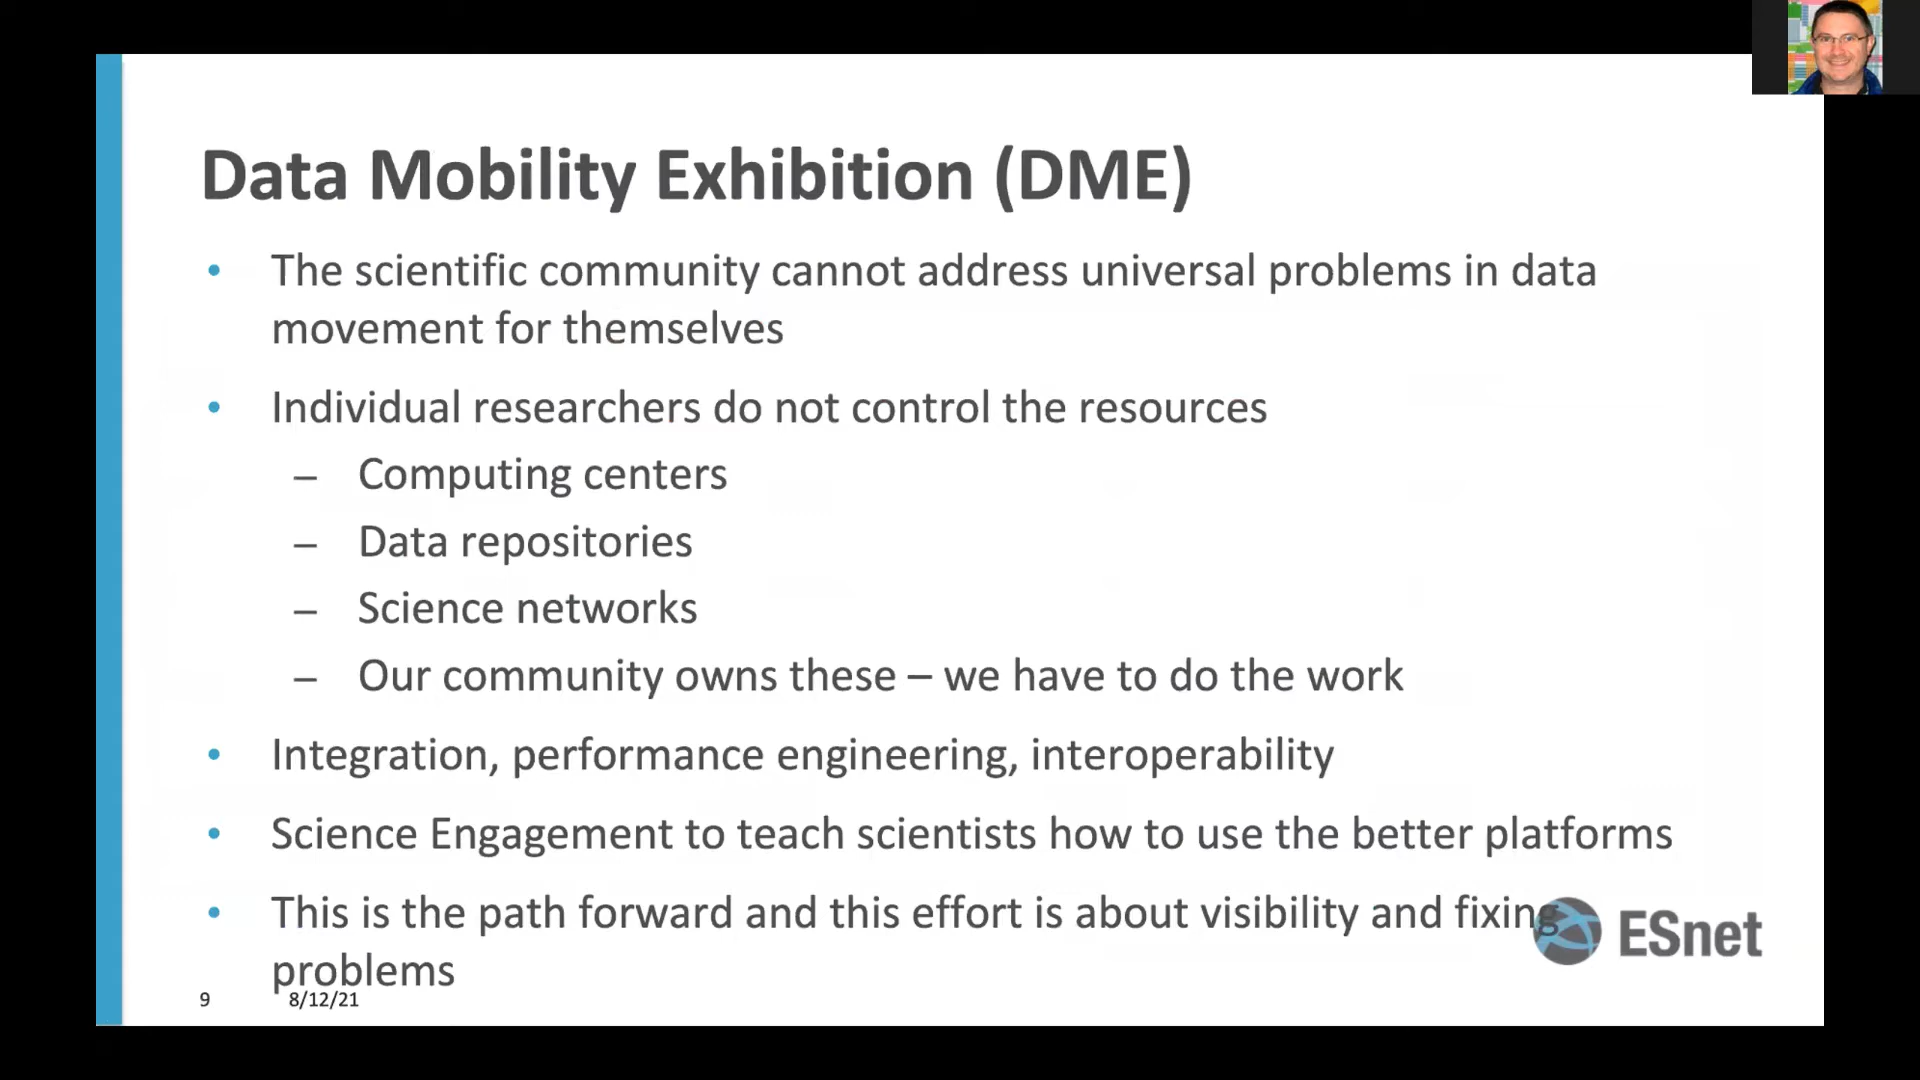 Data Mobility Exhibition (DME)
• The scientific community cannot address universal problems in data
movement for themselves
• Individual researchers do not control the resources
– Computing centers
– Data repositories
– Science networks
– Our community owns these – we have to do the work
• Integration, performance engineering, interoperability
• Science Engagement to teach scientists how to use the better platforms
• This is the path forward and this effort is about visibility and fixing
problems
ESnet
9 8/12/21